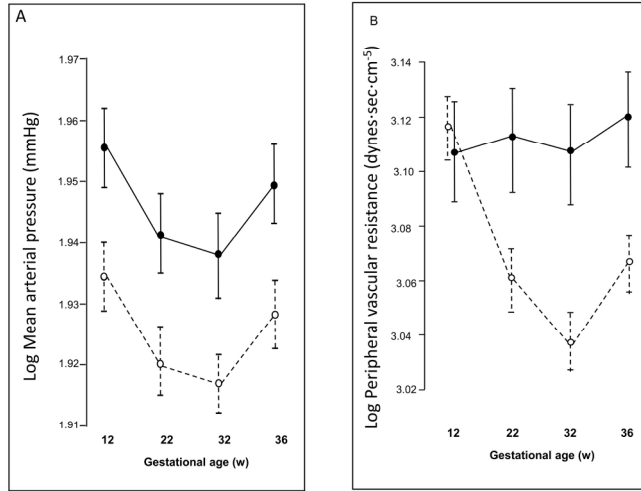 A
Log Mean arterial pressure (mmHg)
1.97
1.96
1.95
1.94
1.93
1.92
1.91
12 22 32 36
Gestational age (w)
B
Log Peripheral vascular resistance (dynes·sec·cm-5)
3.14
3.12
3.10
3.08
3.06
3.04
3.02
12 22 32 36
Gestational age (w)